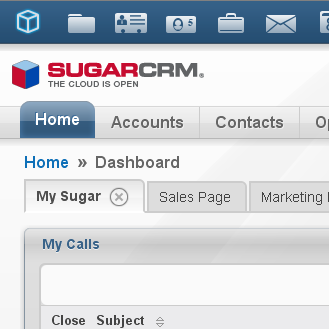 5
SUGARCRM®
THE CLOUD IS OPEN
Home Accounts Contacts
Home » Dashboard
My Sugar Sales Page Marketing
My Calls
Close Subject